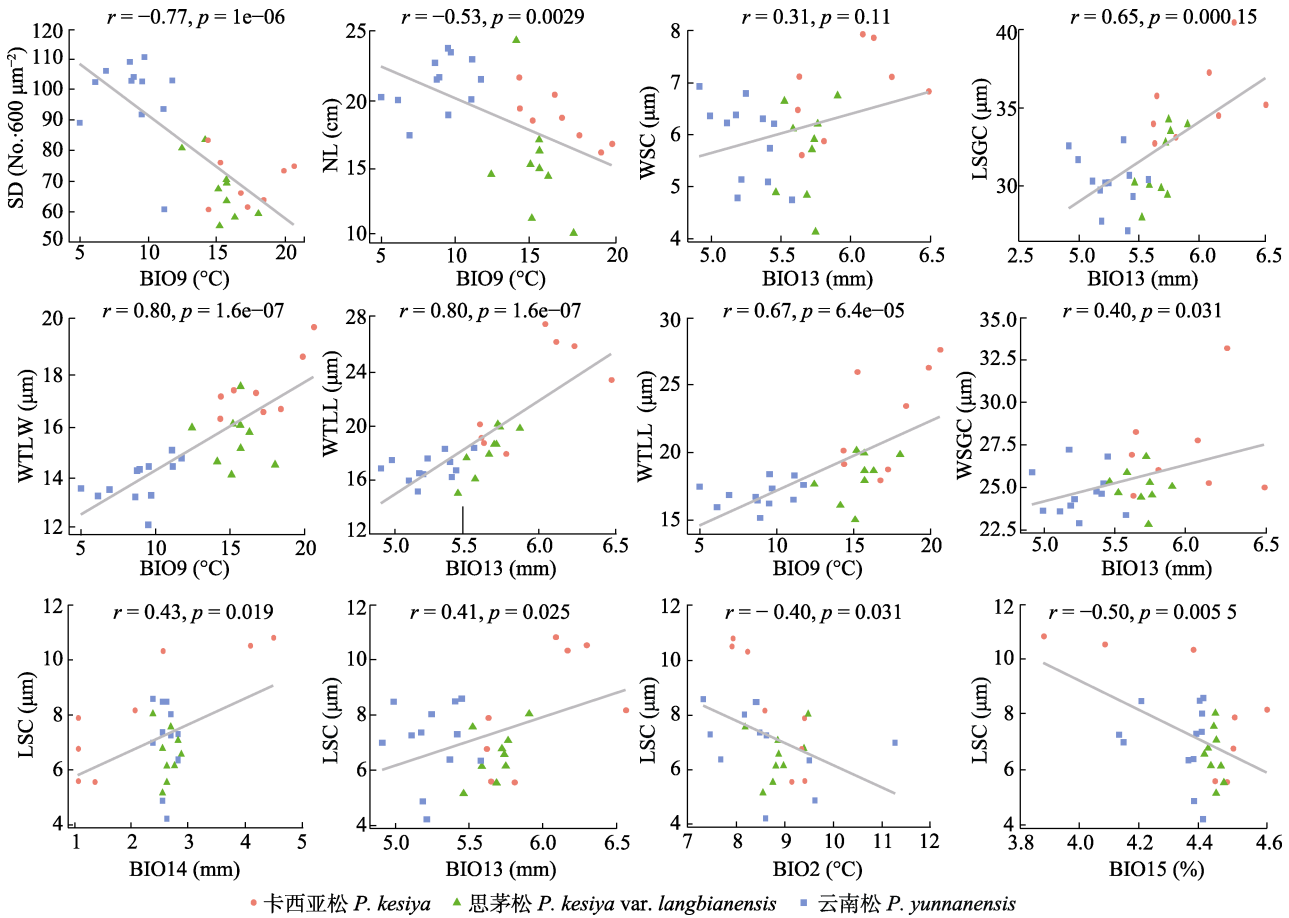 r = −0.77, p = 1e−06
120
110
100
90
80
70
60
50
SD (No.·600 μm−2)
5 10 15 20
BIO9 (°C)
r = −0.53, p = 0.0029
25
20
15
10
NL (cm)
5 10 15 20
BIO9 (°C)
r = 0.31, p = 0.11
8
7
6
5
4
WSC (μm)
5.0 5.5 6.0 6.5
BIO13 (mm)
r = 0.65, p = 0.000 15
40
35
30
LSGC (μm)
2.5 5.0 5.5 6.0 6.5
BIO13 (mm)
r = 0.80, p = 1.6e−07
20
18
16
14
12
WTLW (μm)
5 10 15 20
BIO9 (°C)
r = 0.80, p = 1.6e−07
28
24
20
16
12
WTLL (μm)
5.0 5.5 6.0 6.5
BIO13 (mm)
r = 0.67, p = 6.4e−05
30
25
20
15
WTLL (μm)
5 10 15 20
BIO9 (°C)
r = 0.40, p = 0.031
35.0
32.5
25.0
27.5
25.0
22.5
WSGC (μm)
5.0 5.5 6.0 6.5
BIO13 (mm)
r = 0.43, p = 0.019
12
10
8
6
4
LSC (μm)
1 2 3 4 5
BIO14 (mm)
r = 0.41, p = 0.025
12
10
8
6
4
LSC (μm)
5.0 5.5 6.0 6.5
BIO13 (mm)
r = − 0.40, p = 0.031
12
10
8
6
4
LSC (μm)
7 8 9 10 11 12
BIO2 (°C)
r = −0.50, p = 0.005 5
12
10
8
6
4
LSC (μm)
3.8 4.0 4.2 4.4 4.6
BIO15 (%)
卡西亚松 P. kesiya 思茅松 P. kesiya var. langbianensis 云南松 P. yunnanensis